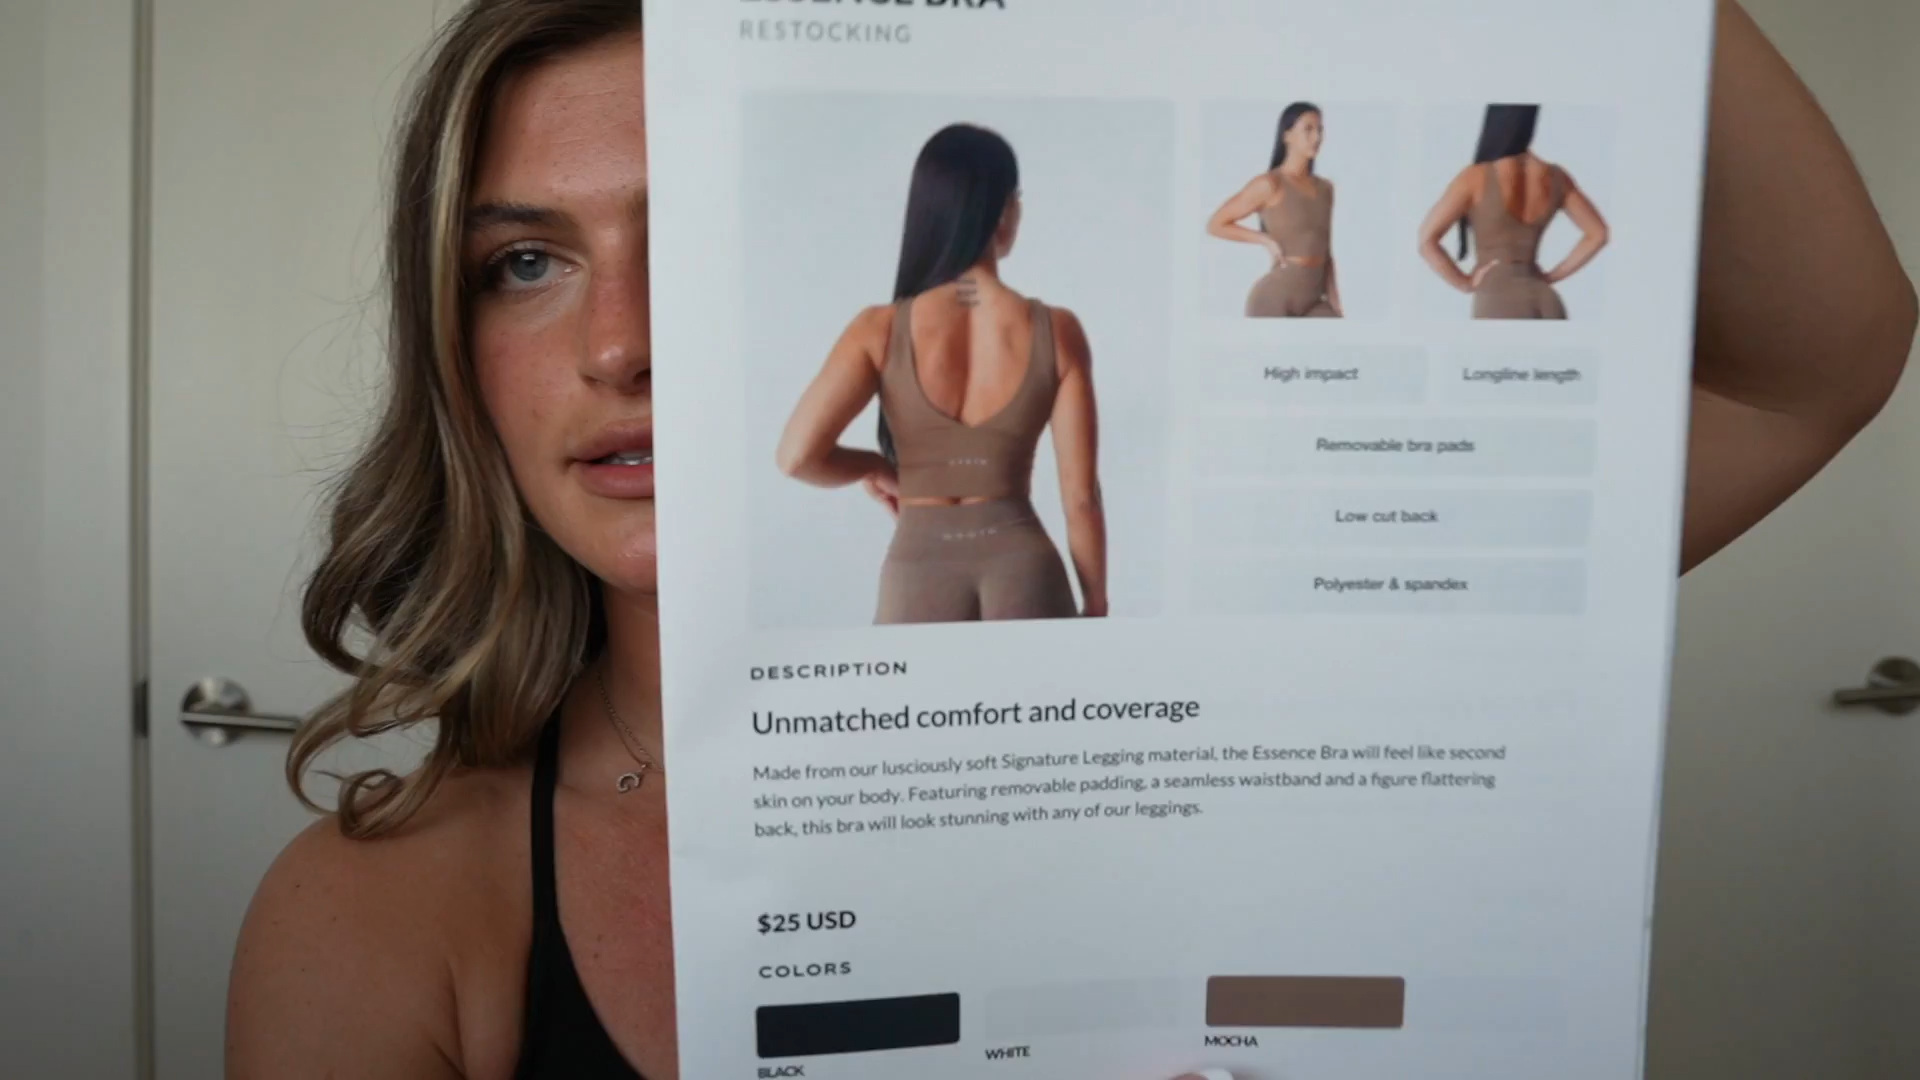 ESSENCE BRA
RESTOCKING
High impact
Longline length
Removable bra pads
Low cut back
Polyester & spandex
DESCRIPTION
Unmatched comfort and coverage
Made from our lusciously soft Signature Legging material, the Essence Bra will feel like second
skin on your body. Featuring removable padding, a seamless waistband and a figure flattering
back, this bra will look stunning with any of our leggings.
$25 USD
COLORS
BLACK
WHITE
MOCHA